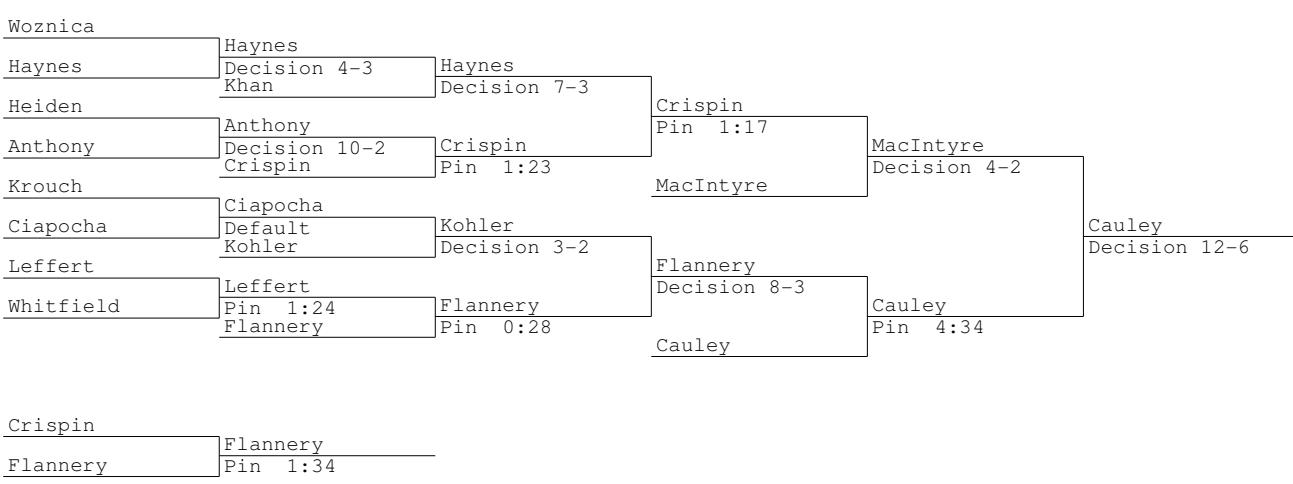 Woznica
Haynes
Haynes
Decision 4-3
Haynes
Khan
Decision 7-3
Heiden
Crispin
Anthony
Pin 1:17
Anthony
Decision 10-2
Crispin
MacIntyre
Crispin
Pin 1:23
Decision 4-2
Krouch
MacIntyre
Ciapocha
Ciapocha
Default
Kohler
Cauley
Kohler
Decision 3-2
Decision 12-6
Leffert
Flannery
Leffert
Decision 8-3
Whitfield
Pin 1:24
Flannery
Cauley
Flannery
Pin 0:28
Pin 4:34
Cauley
Crispin
Flannery
Flannery
Pin 1:34